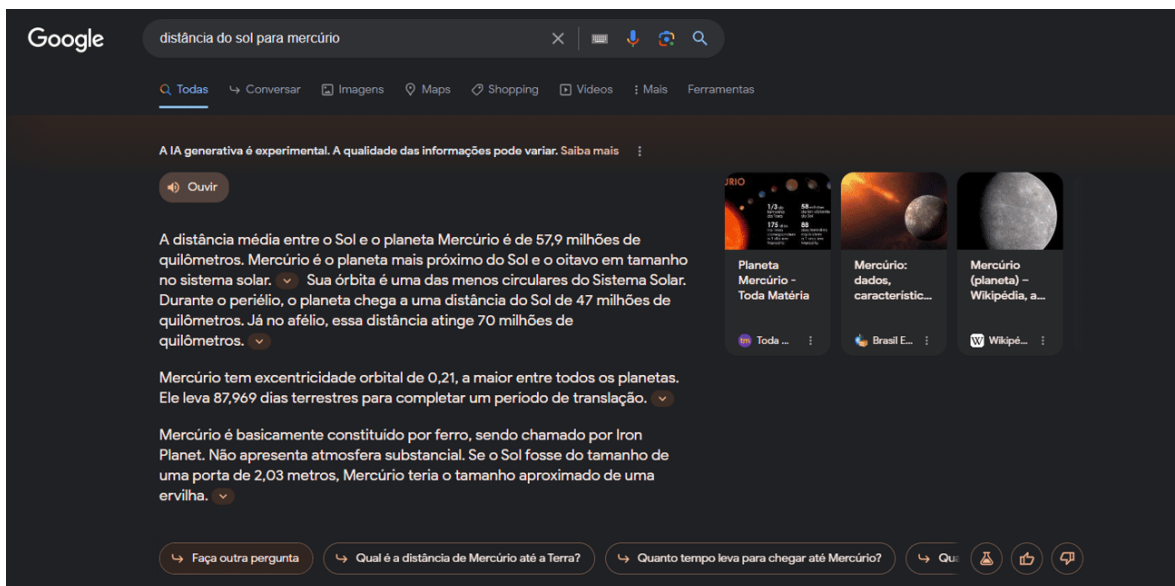 Google
distância do sol para mercúrio
Todas
Conversar
Imagens
Maps
Shopping
Vídeos
Mais
Ferramentas
A IA generativa é experimental. A qualidade das informações pode variar. Saiba mais
Ouvir
A distância média entre o Sol e o planeta Mercúrio é de 57,9 milhões de
quilômetros. Mercúrio é o planeta mais próximo do Sol e o oitavo em tamanho
no sistema solar. Sua órbita é uma das menos circulares do Sistema Solar.
Durante o periélio, o planeta chega a uma distância do Sol de 47 milhões de
quilômetros. Já no afélio, essa distância atinge 70 milhões de
quilômetros.
Mercúrio tem excentricidade orbital de 0,21, a maior entre todos os planetas.
Ele leva 87,969 dias terrestres para completar um período de translação.
Mercúrio é basicamente constituído por ferro, sendo chamado por Iron
Planet. Não apresenta atmosfera substancial. Se o Sol fosse do tamanho de
uma porta de 2,03 metros, Mercúrio teria o tamanho aproximado de uma
ervilha.
1/3
58
175
88
Planeta
Mercúrio -
Toda Matéria
tm Toda ...
Mercúrio:
dados,
característic...
Brasil E...
Mercúrio
(planeta) –
Wikipédia, a...
W Wikipé...
Faça outra pergunta
Qual é a distância de Mercúrio até a Terra?
Quanto tempo leva para chegar até Mercúrio?